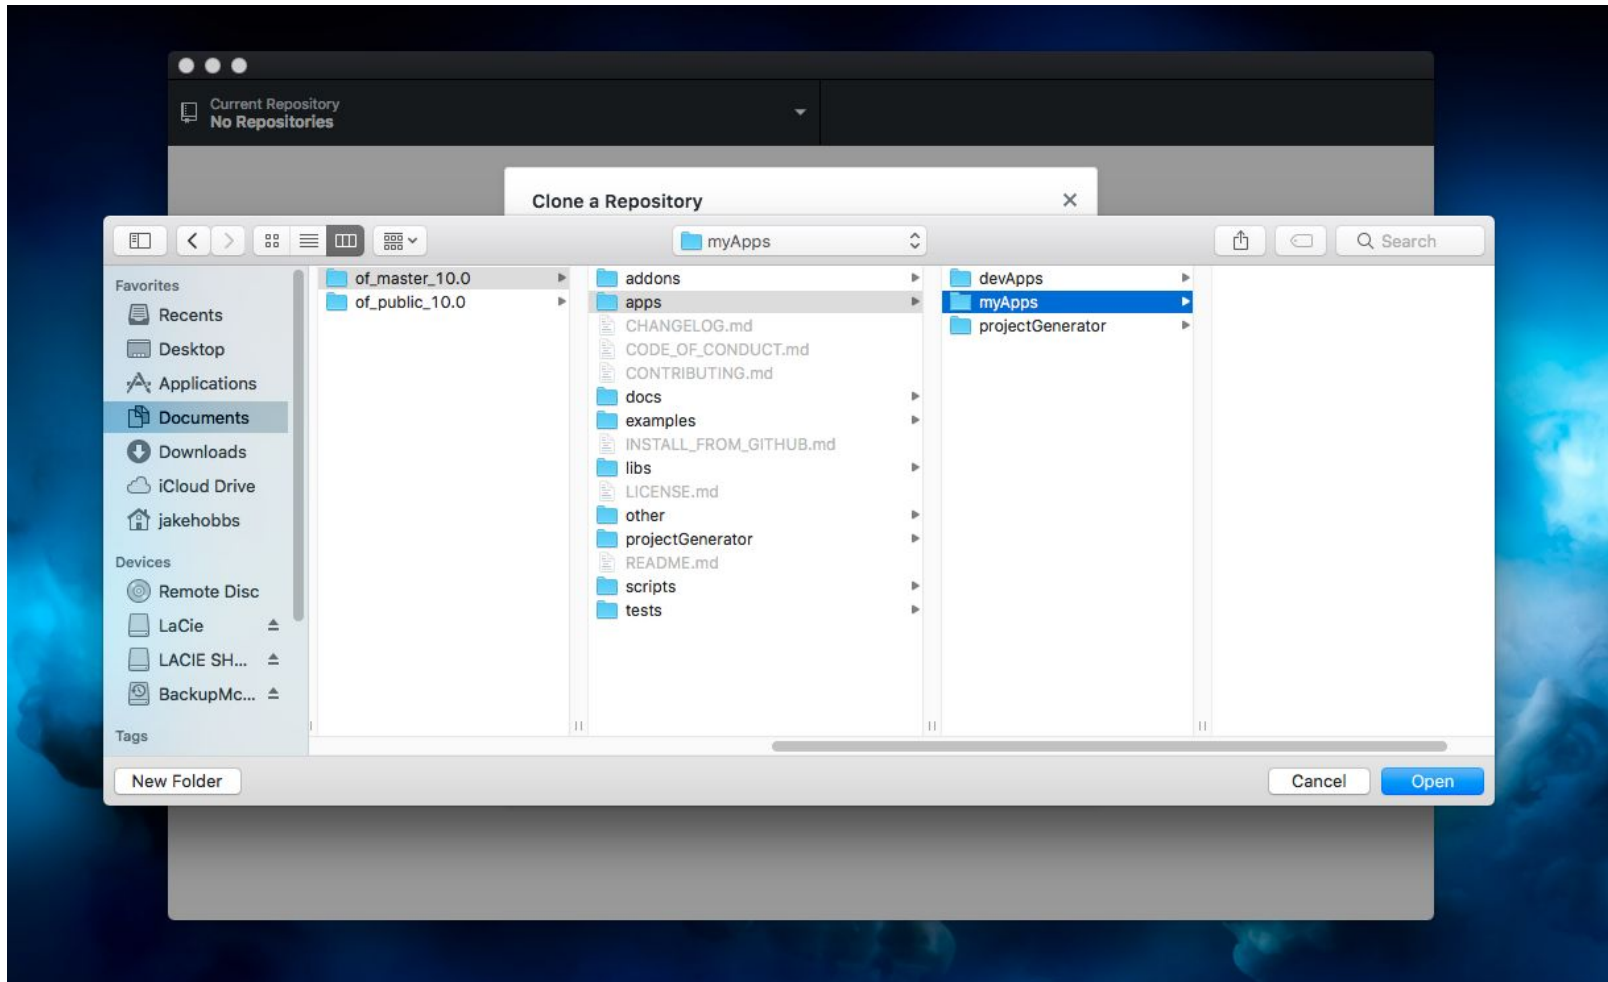 Current Repository
No Repositories
Clone a Repository
myApps
Search
Favorites
Recents
Desktop
Applications
Documents
Downloads
iCloud Drive
jakehobbs
Devices
Remote Disc
LaCie
LACIE SH...
BackupMc...
Tags
of_master_10.0
of_public_10.0
addons
apps
CHANGELOG.md
CODE_OF_CONDUCT.md
CONTRIBUTING.md
docs
examples
INSTALL_FROM_GITHUB.md
libs
LICENSE.md
other
projectGenerator
README.md
scripts
tests
devApps
myApps
projectGenerator
New Folder
Cancel
Open